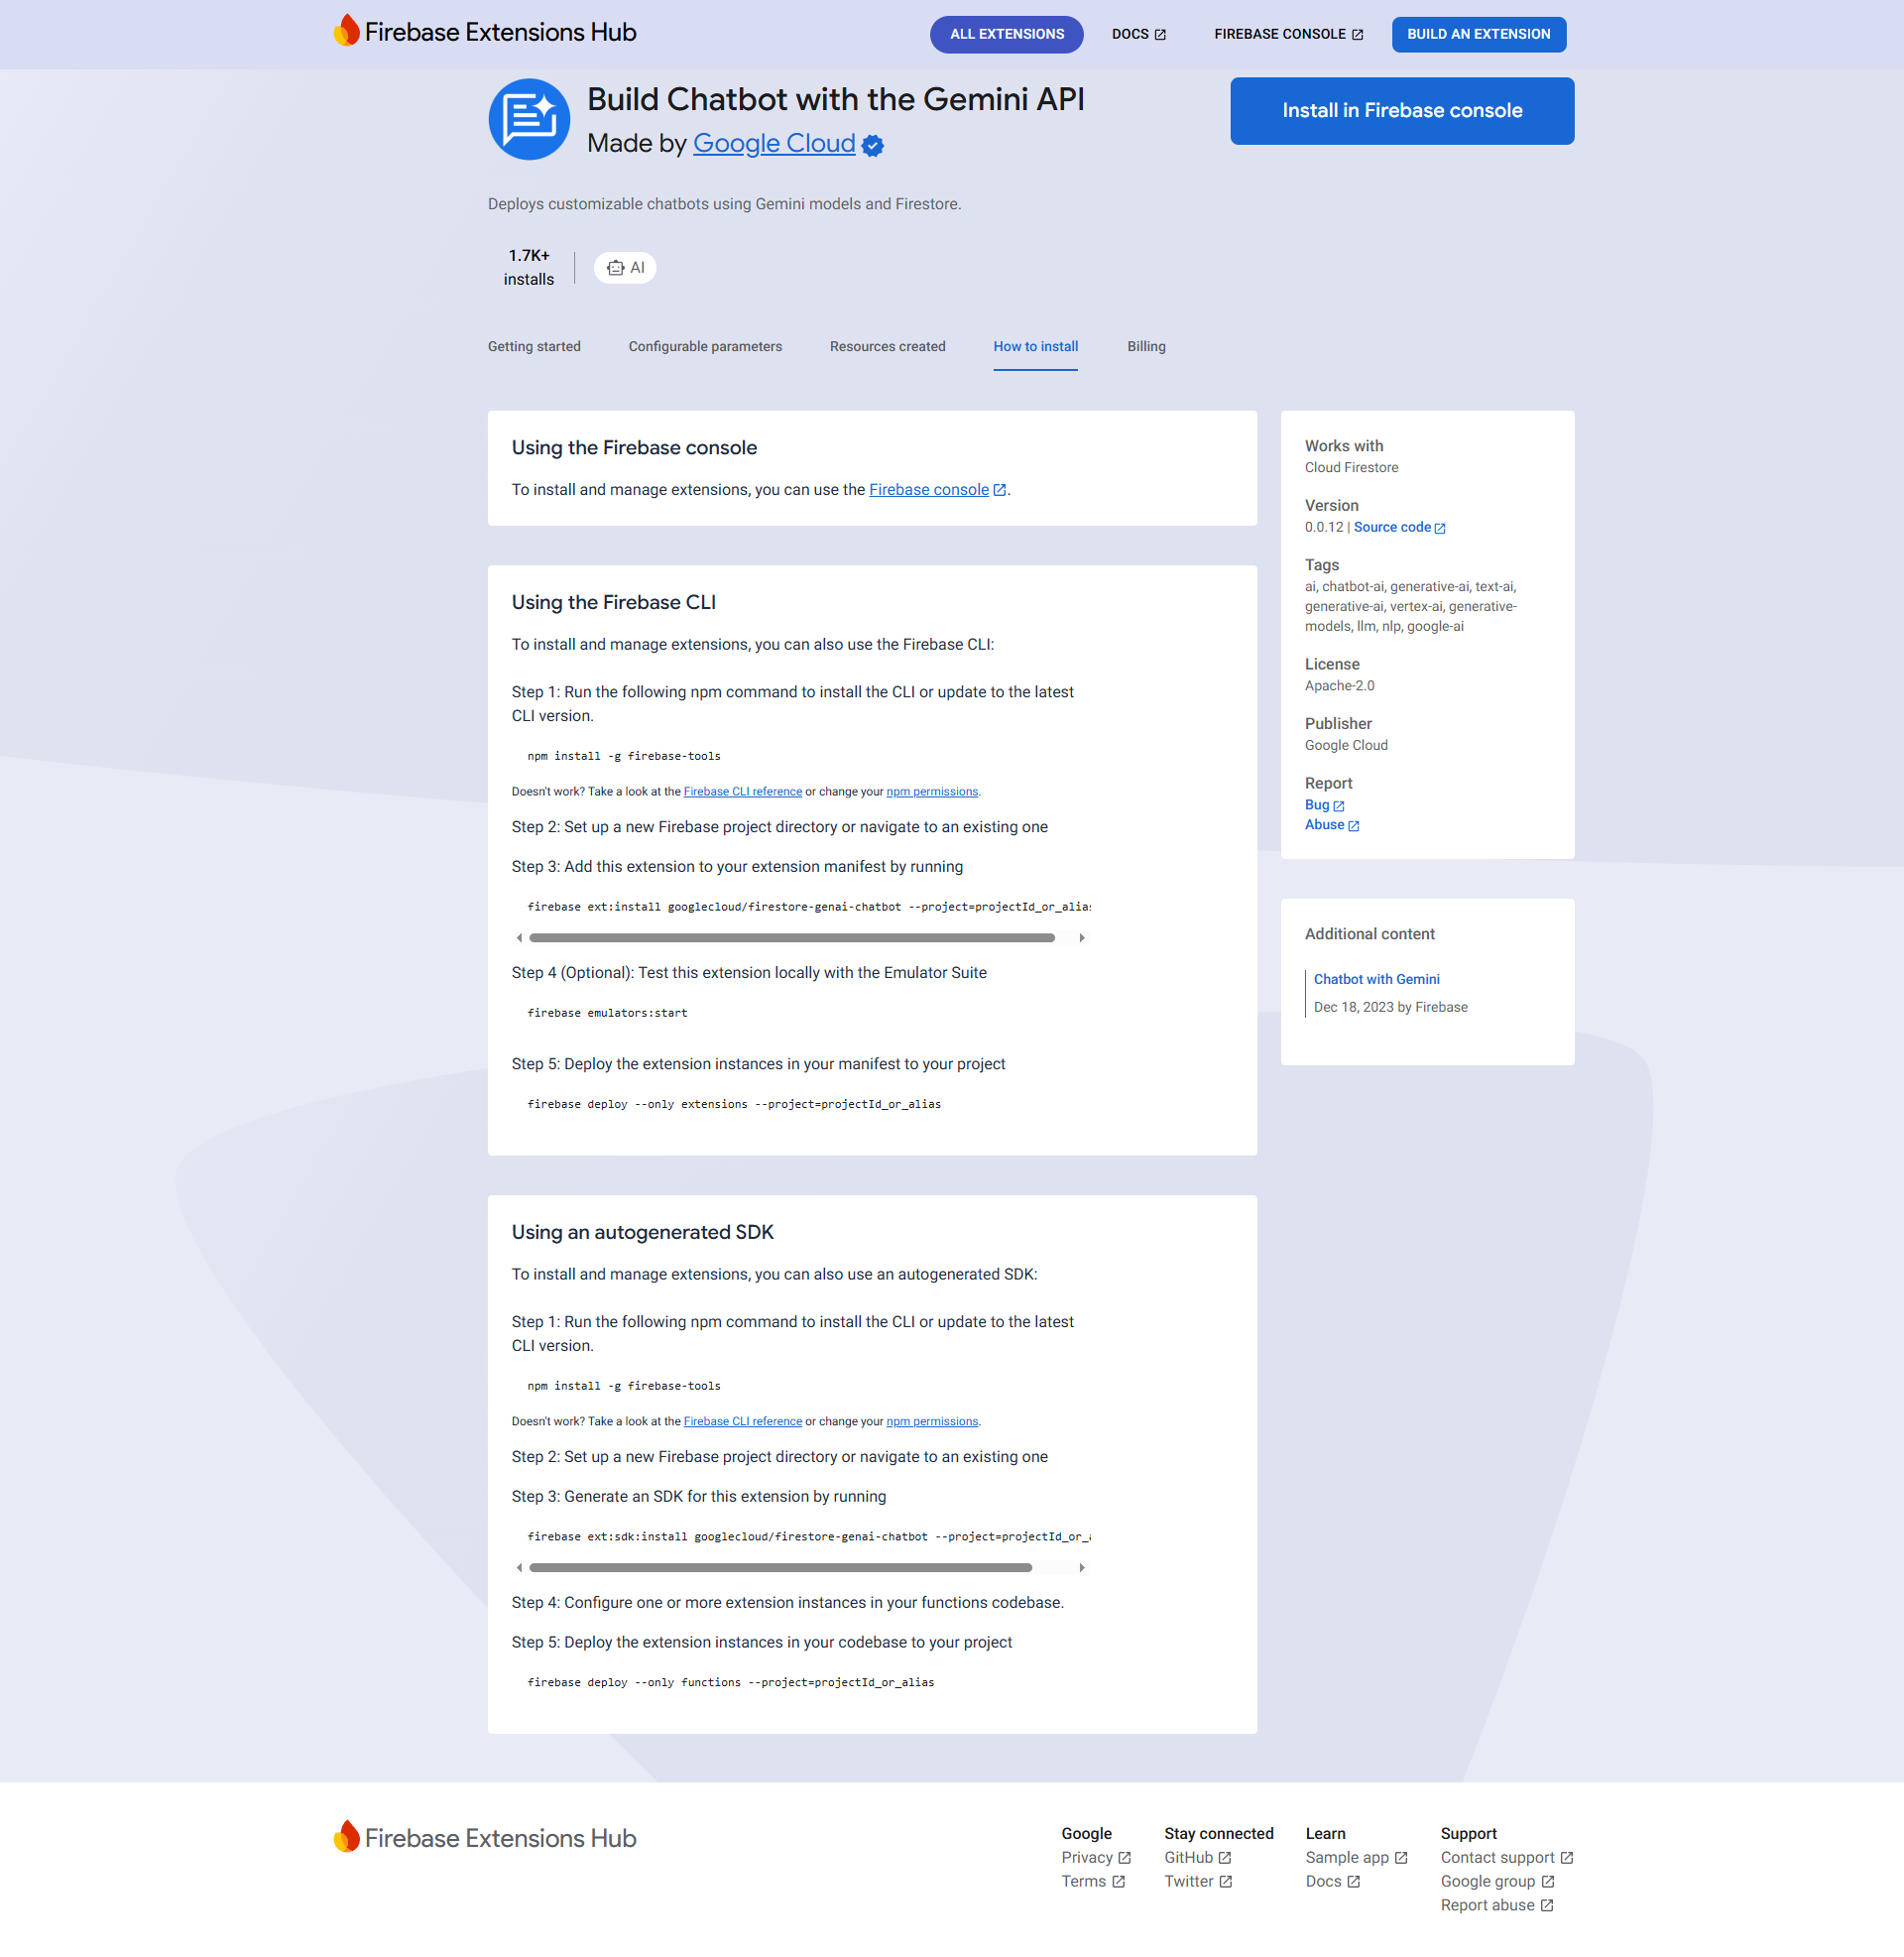 Firebase Extensions Hub
ALL EXTENSIONS
DOCS
FIREBASE CONSOLE
BUILD AN EXTENSION
Build Chatbot with the Gemini API
Made by Google Cloud
Install in Firebase console
Deploys customizable chatbots using Gemini models and Firestore.
1.7K+
installs
AI
Getting started
Configurable parameters
Resources created
How to install
Billing
Using the Firebase console
To install and manage extensions, you can use the Firebase console.
Using the Firebase CLI
To install and manage extensions, you can also use the Firebase CLI:
Step 1: Run the following npm command to install the CLI or update to the latest
CLI version.
npm install -g firebase-tools
Doesn't work? Take a look at the Firebase CLI reference or change your npm permissions.
Step 2: Set up a new Firebase project directory or navigate to an existing one
Step 3: Add this extension to your extension manifest by running
firebase ext:install googlecloud/firestore-genai-chatbot --project=projectId_or_alias
Step 4 (Optional): Test this extension locally with the Emulator Suite
firebase emulators:start
Step 5: Deploy the extension instances in your manifest to your project
firebase deploy --only extensions --project=projectId_or_alias
Using an autogenerated SDK
To install and manage extensions, you can also use an autogenerated SDK:
Step 1: Run the following npm command to install the CLI or update to the latest
CLI version.
npm install -g firebase-tools
Doesn't work? Take a look at the Firebase CLI reference or change your npm permissions.
Step 2: Set up a new Firebase project directory or navigate to an existing one
Step 3: Generate an SDK for this extension by running
firebase ext:sdk:install googlecloud/firestore-genai-chatbot --project=projectId_or_
Step 4: Configure one or more extension instances in your functions codebase.
Step 5: Deploy the extension instances in your codebase to your project
firebase deploy --only functions --project=projectId_or_alias
Works with
Cloud Firestore
Version
0.0.12 | Source code
Tags
ai, chatbot-ai, generative-ai, text-ai,
generative-ai, vertex-ai, generative-
models, llm, nlp, google-ai
License
Apache-2.0
Publisher
Google Cloud
Report
Bug
Abuse
Additional content
Chatbot with Gemini
Dec 18, 2023 by Firebase
Firebase Extensions Hub
Google
Privacy
Terms
Stay connected
GitHub
Twitter
Learn
Sample app
Docs
Support
Contact support
Google group
Report abuse